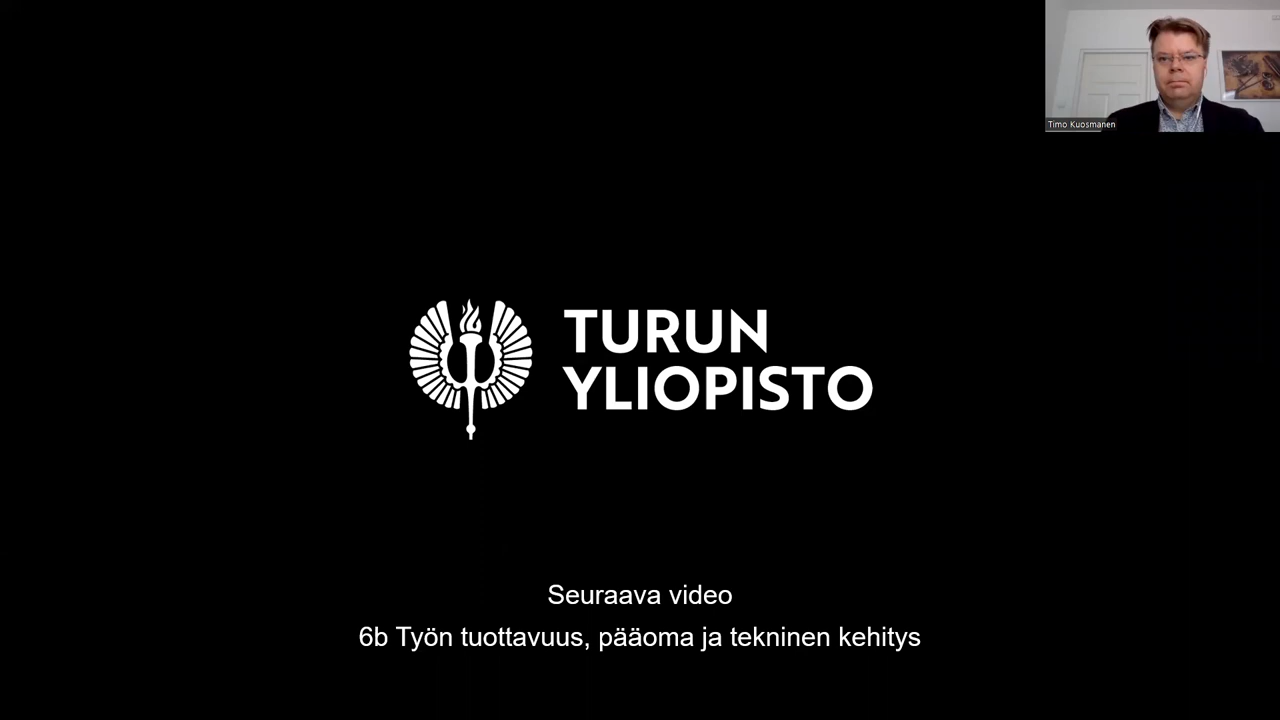 Timo Kuosmanen
TURUN
YLIOPISTO
Seuraava video
6b Työn tuottavuus, pääoma ja tekninen kehitys